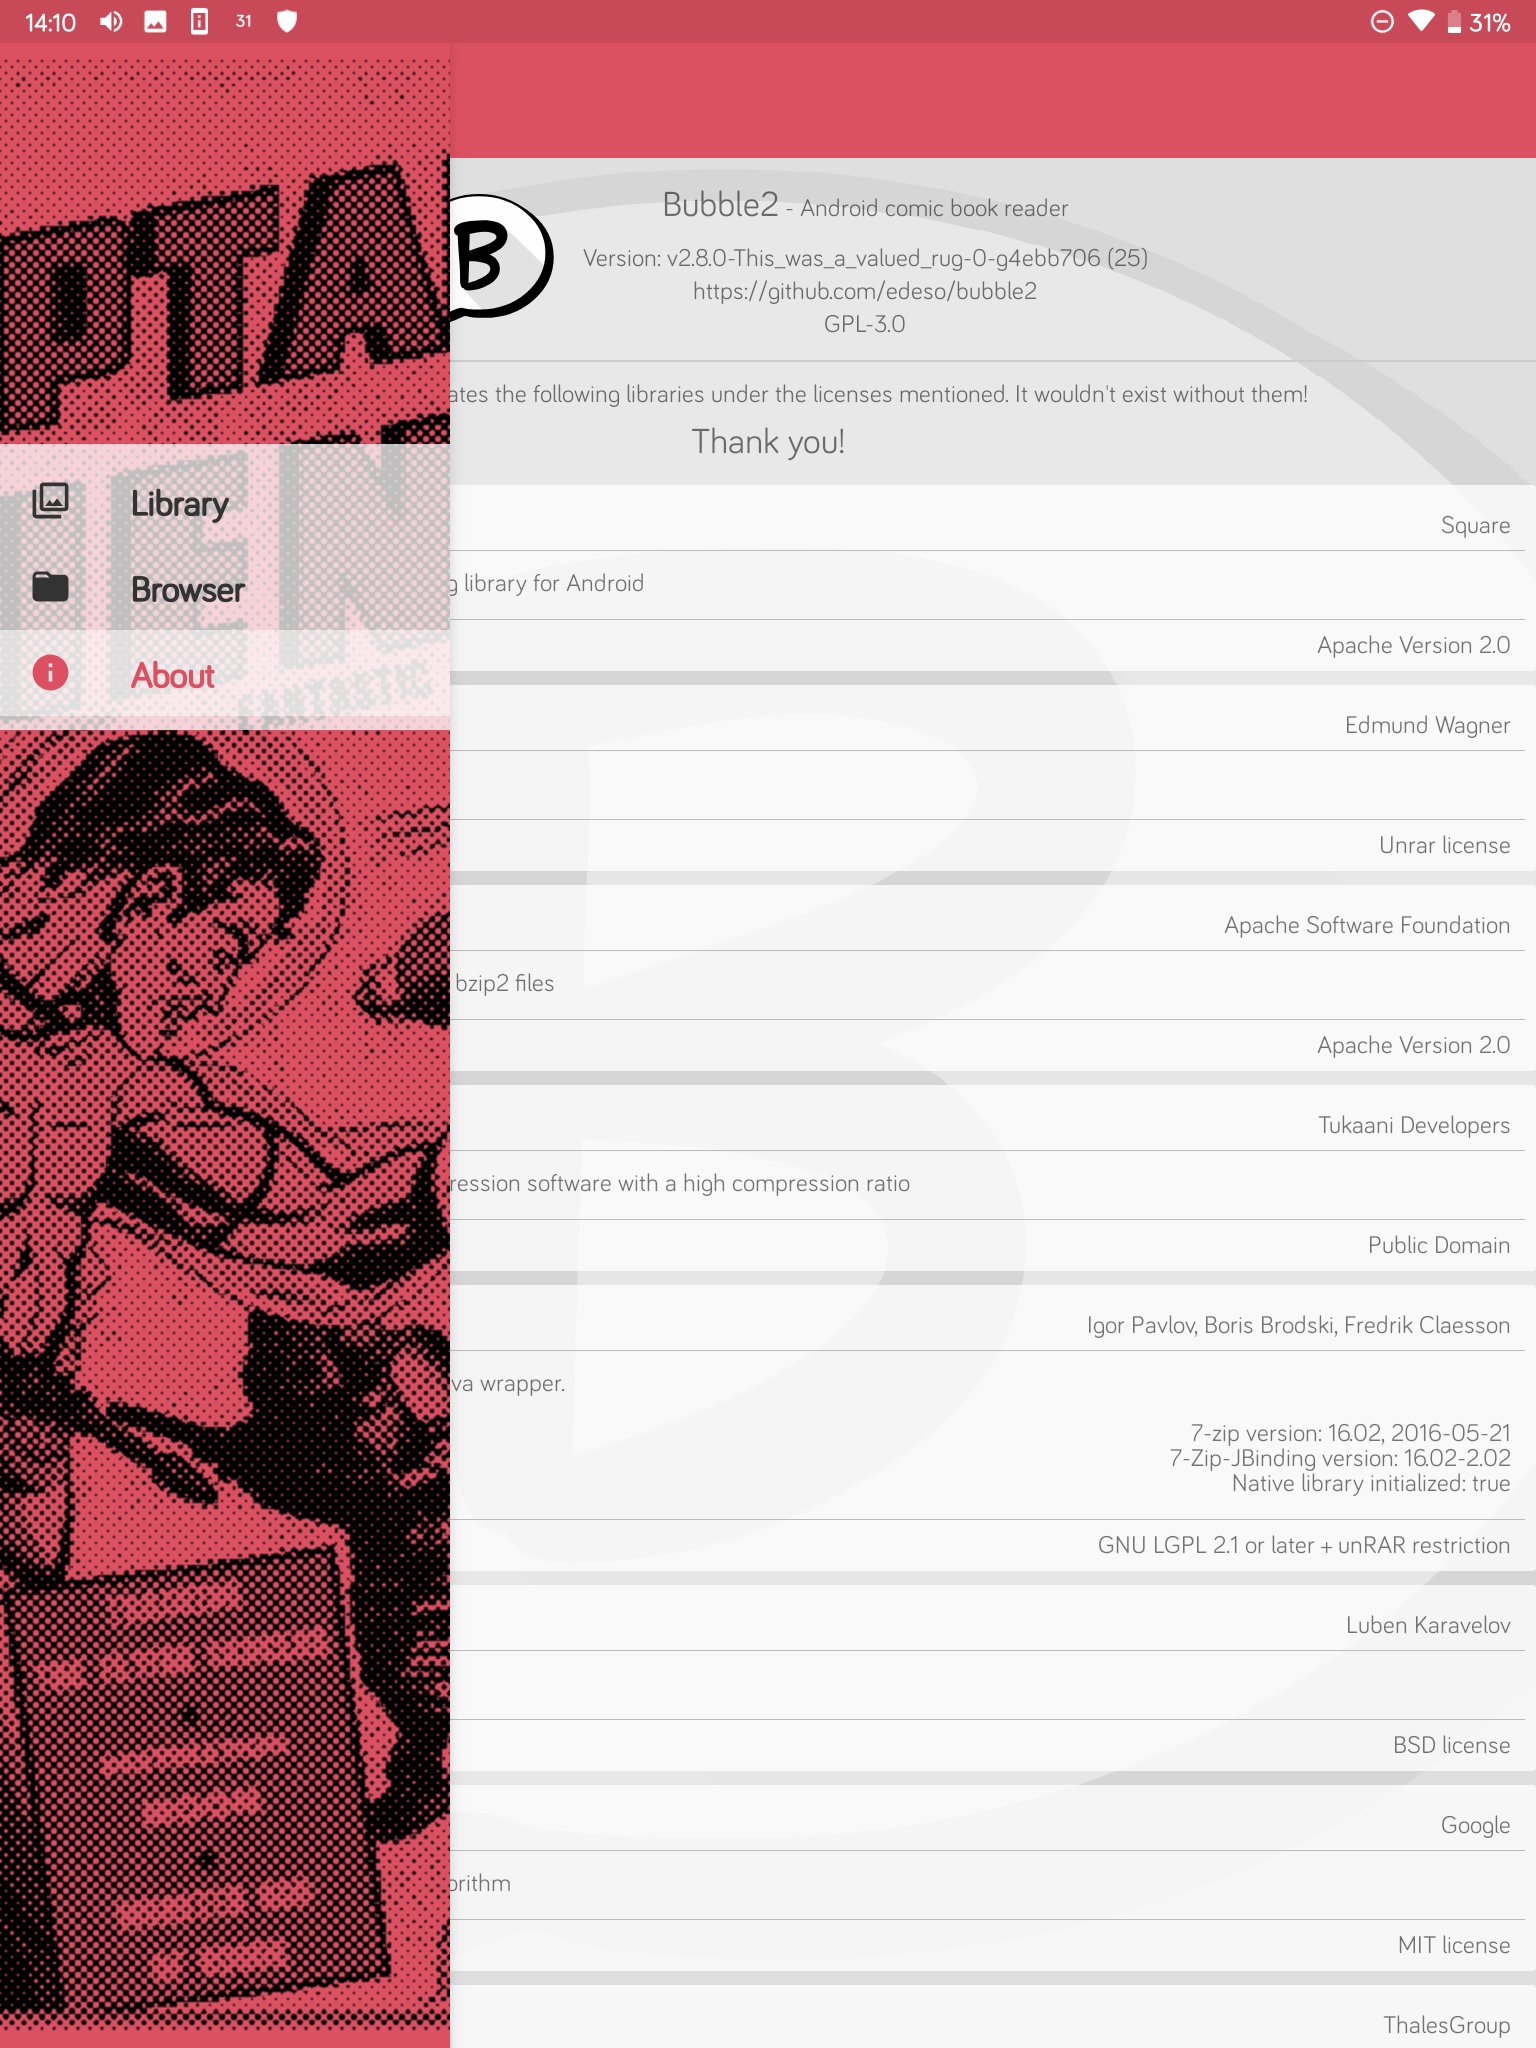 14:10
31
31%
PTA
EN
FANTASTIC
B
Bubble2 - Android comic book reader
Version: v2.8.0-This_was_a_valued_rug-0-g4ebb706 (25)
https://github.com/edeso/bubble2
GPL-3.0
ates the following libraries under the licenses mentioned. It wouldn't exist without them!
Thank you!
Library
Browser
About
Square
g library for Android
Apache Version 2.0
Edmund Wagner
Unrar license
Apache Software Foundation
bzip2 files
Apache Version 2.0
Tukaani Developers
ression software with a high compression ratio
Public Domain
Igor Pavlov, Boris Brodski, Fredrik Claesson
va wrapper.
7-zip version: 16.02, 2016-05-21
7-Zip-JBinding version: 16.02-2.02
Native library initialized: true
GNU LGPL 2.1 or later + unRAR restriction
Luben Karavelov
BSD license
Google
orithm
MIT license
ThalesGroup